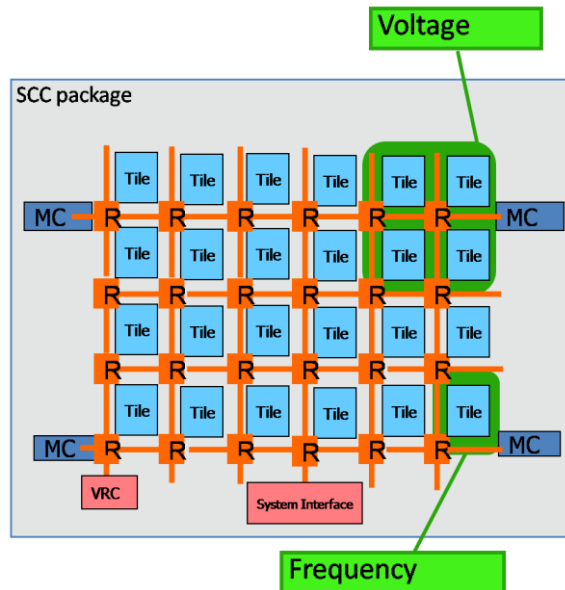 Voltage
SCC package
Tile Tile Tile Tile Tile Tile
MC R R R R R R MC
Tile Tile Tile Tile Tile Tile
R R R R R R
Tile Tile Tile Tile Tile Tile
R R R R R R
Tile Tile Tile Tile Tile Tile
MC R R R R R R MC
VRC System Interface
Frequency